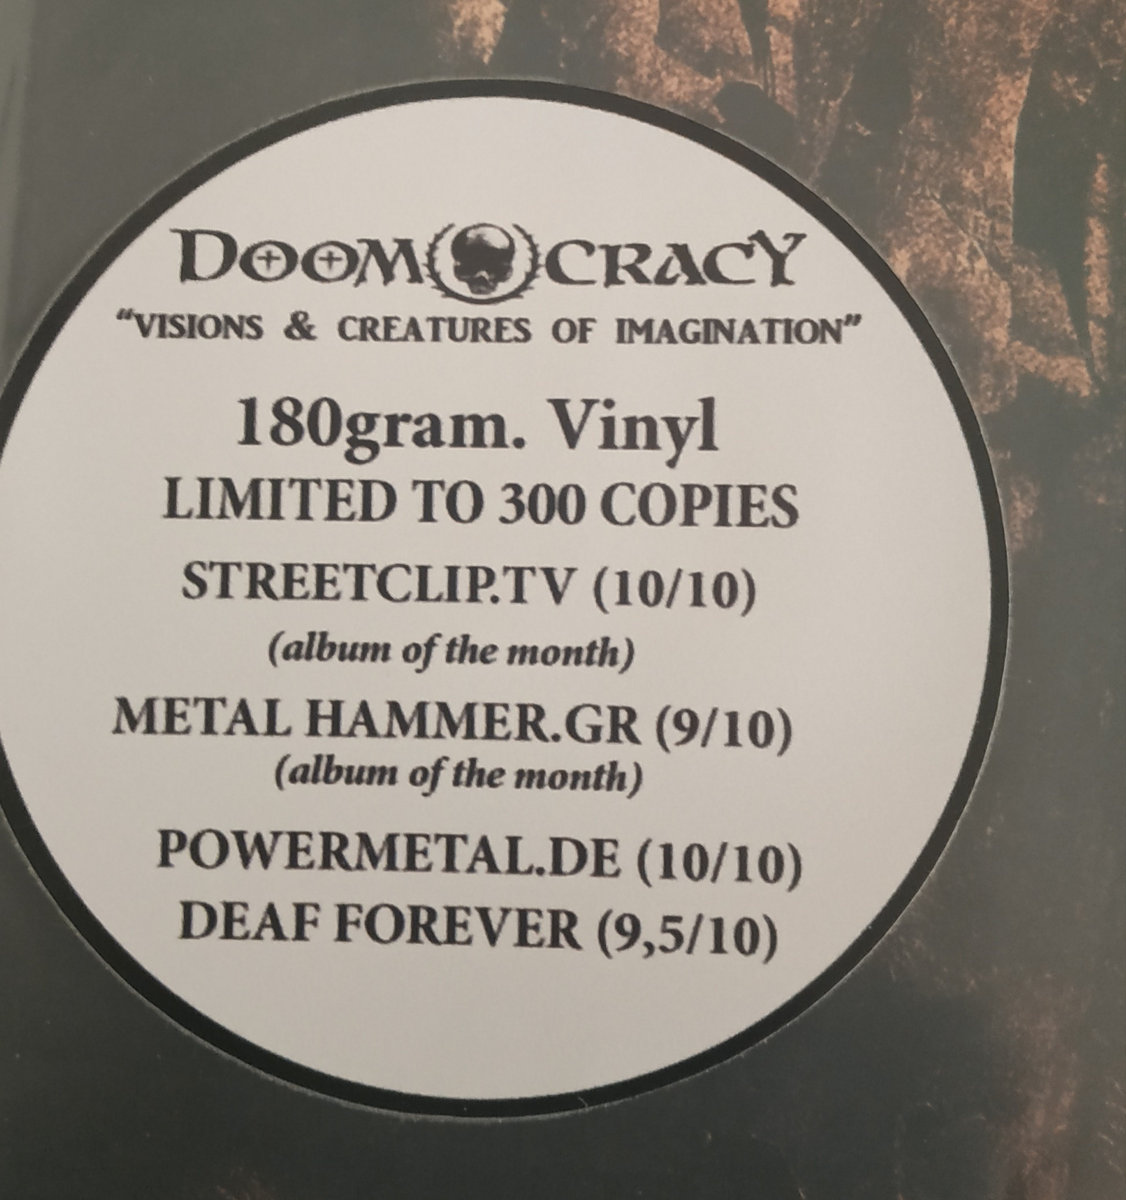 DOOMOCRACY
"VISIONS & CREATURES OF IMAGINATION"
180gram. Vinyl
LIMITED TO 300 COPIES
STREETCLIP.TV (10/10)
(album of the month)
METAL HAMMER.GR (9/10)
(album of the month)
POWERMETAL.DE (10/10)
DEAF FOREVER (9,5/10)